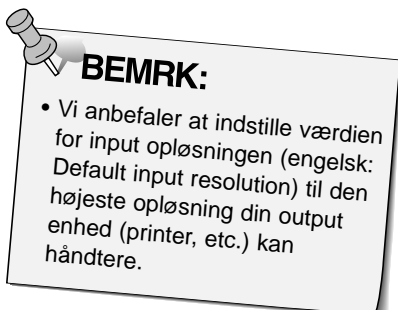 BEMRK:
• Vi anbefaler at indstille værdien
for input opløsningen (engelsk:
Default input resolution) til den
højeste opløsning din output
enhed (printer, etc.) kan
håndtere.